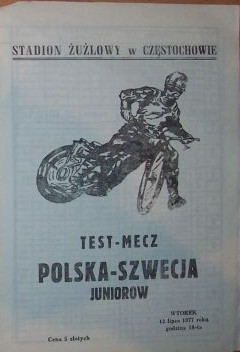 STADION ŻUŻLOWY w CZĘSTOCHOWIE
TEST-MECZ
POLSKA-SZWECJA
JUNIORÓW
WTOREK
12 lipca 1977 roku
godzina 18-ta
Cena 5 złotych